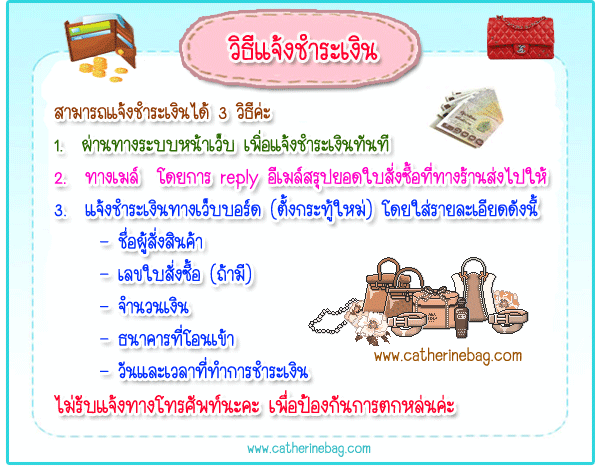 วิธีแจ้งชำระเงิน
สามารถแจ้งชำระเงินได้ 3 วิธีค่ะ
1. ผ่านทางระบบหน้าเว็บ เพื่อแจ้งชำระเงินทันที
2. ทางเมล์ โดยการ reply อีเมล์สรุปยอดใบสั่งซื้อที่ทางร้านส่งไปให้
3. แจ้งชำระเงินทางเว็บบอร์ด (ตั้งกระทู้ใหม่) โดยใส่รายละเอียดดังนี้
- ชื่อผู้สั่งสินค้า
- เลขใบสั่งซื้อ (ถ้ามี)
- จำนวนเงิน
- ธนาคารที่โอนเข้า
- วันและเวลาที่ทำการชำระเงิน
www.catherinebag.com
ไม่รับแจ้งทางโทรศัพท์นะคะ เพื่อป้องกันการตกหล่นค่ะ
www.catherinebag.com